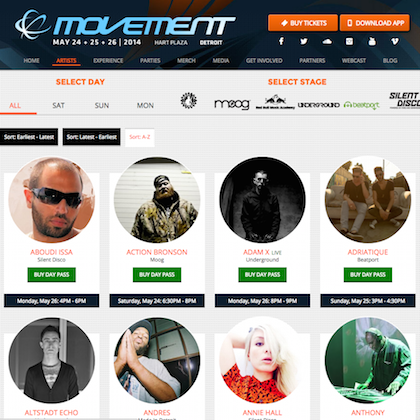 MOVEMENT
MAY 24 + 25 + 26 | 2014 HART PLAZA DETROIT
BUY TICKETS
DOWNLOAD APP
HOME ARTISTS EXPERIENCE PARTIES MERCH MEDIA GET INVOLVED PARTNERS WEBCAST BLOG
SELECT DAY
SELECT STAGE
ALL SAT SUN MON
moog Red Bull Music Academy UNDERGROUND beatport SILENT DISCO
Sort: Earliest - Latest Sort: Latest - Earliest Sort: A-Z
ABOUDI ISSA ACTION BRONSON ADAM X LIVE ADRIATIQUE
Silent Disco Moog Underground Beatport
BUY DAY PASS BUY DAY PASS BUY DAY PASS BUY DAY PASS
Monday, May 26: 4PM - 6PM Saturday, May 24: 6:30PM - 8PM Monday, May 26: 8PM - 9PM Sunday, May 25: 3PM - 4:30PM
ALTSTADT ECHO ANDRES ANNIE HALL ANTHONY